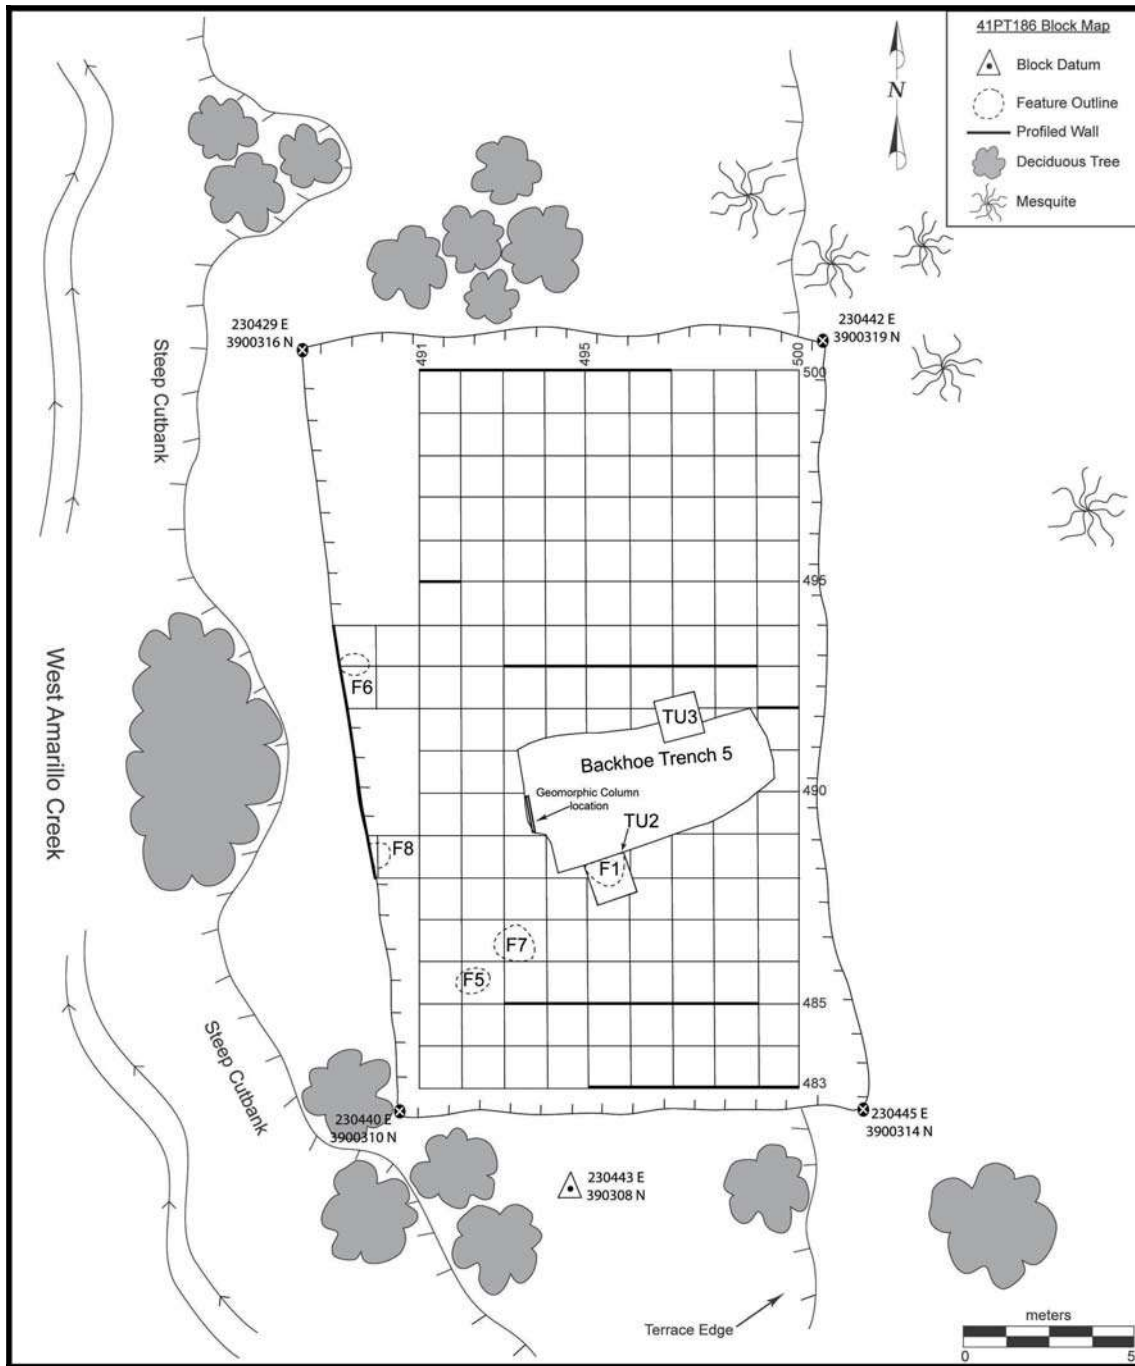 41PT186 Block Map
Block Datum
Feature Outline
Profiled Wall
Deciduous Tree
Mesquite
N
230429 E
3900316 N
230442 E
3900319 N
491
495
500
500
Steep Cutbank
495
F6
TU3
Backhoe Trench 5
490
Geomorphic Column
location
TU2
West Amarillo Creek
F8
F1
F7
F5
485
Steep Cutbank
483
230440 E
3900310 N
230445 E
3900314 N
230443 E
390308 N
Terrace Edge
meters
0
5